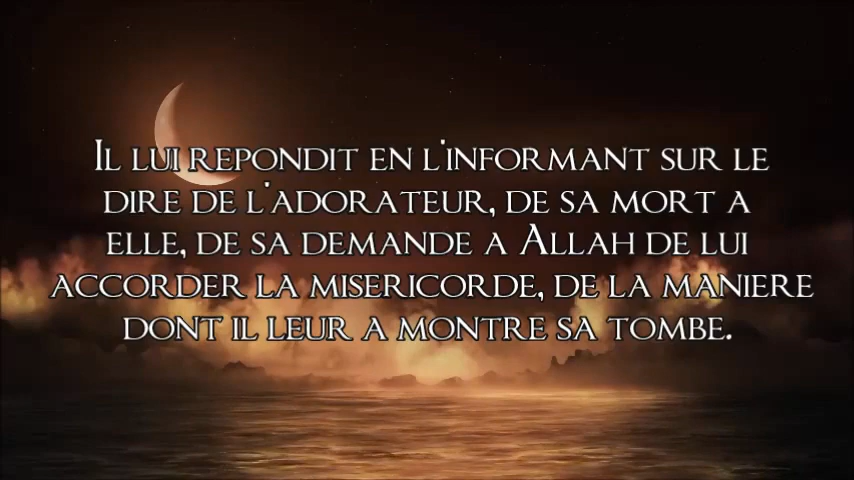 Il lui repondit en l'informant sur le
dire de l'adorateur, de sa mort a
elle, de sa demande a Allah de lui
accorder la misericorde, de la maniere
dont il leur a montre sa tombe.